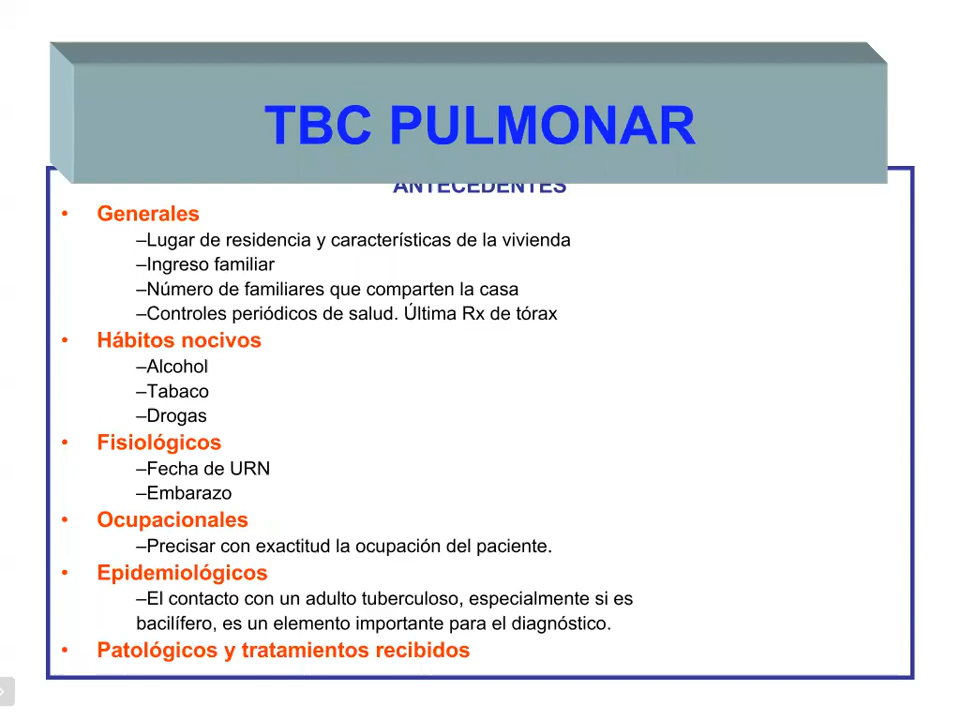 TBC PULMONAR
ANTECEDENTES
• Generales
–Lugar de residencia y características de la vivienda
–Ingreso familiar
–Número de familiares que comparten la casa
–Controles periódicos de salud. Última Rx de tórax
• Hábitos nocivos
–Alcohol
–Tabaco
–Drogas
• Fisiológicos
–Fecha de URN
–Embarazo
• Ocupacionales
–Precisar con exactitud la ocupación del paciente.
• Epidemiológicos
–El contacto con un adulto tuberculoso, especialmente si es
bacilífero, es un elemento importante para el diagnóstico.
• Patológicos y tratamientos recibidos